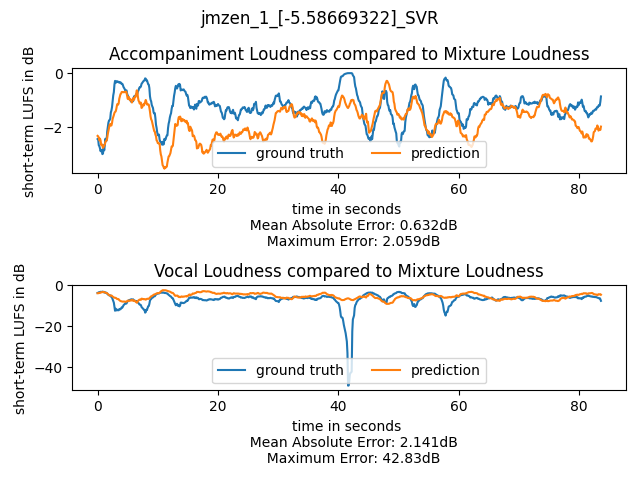 jmzen_1_[-5.58669322]_SVR
Accompaniment Loudness compared to Mixture Loudness
short-term LUFS in dB
0
−2
ground truth prediction
0 20 40 60 80
time in seconds
Mean Absolute Error: 0.632dB
Maximum Error: 2.059dB
Vocal Loudness compared to Mixture Loudness
short-term LUFS in dB
0
−20
−40
ground truth prediction
0 20 40 60 80
time in seconds
Mean Absolute Error: 2.141dB
Maximum Error: 42.83dB